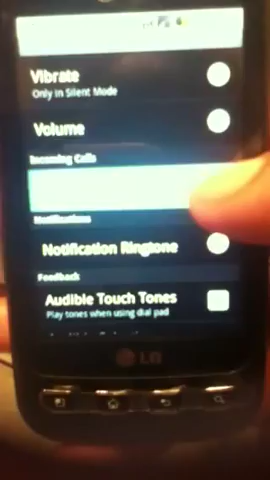 Vibrate
Only in Silent Mode
Volume
Incoming Calls
Notifications
Notification Ringtone
Feedback
Audible Touch Tones
Play tones when using dial pad
LG